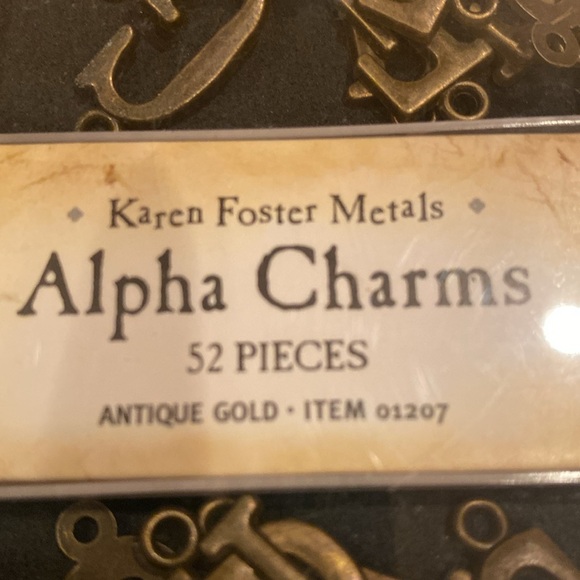 Karen Foster Metals
Alpha Charms
52 PIECES
ANTIQUE GOLD • ITEM 01207